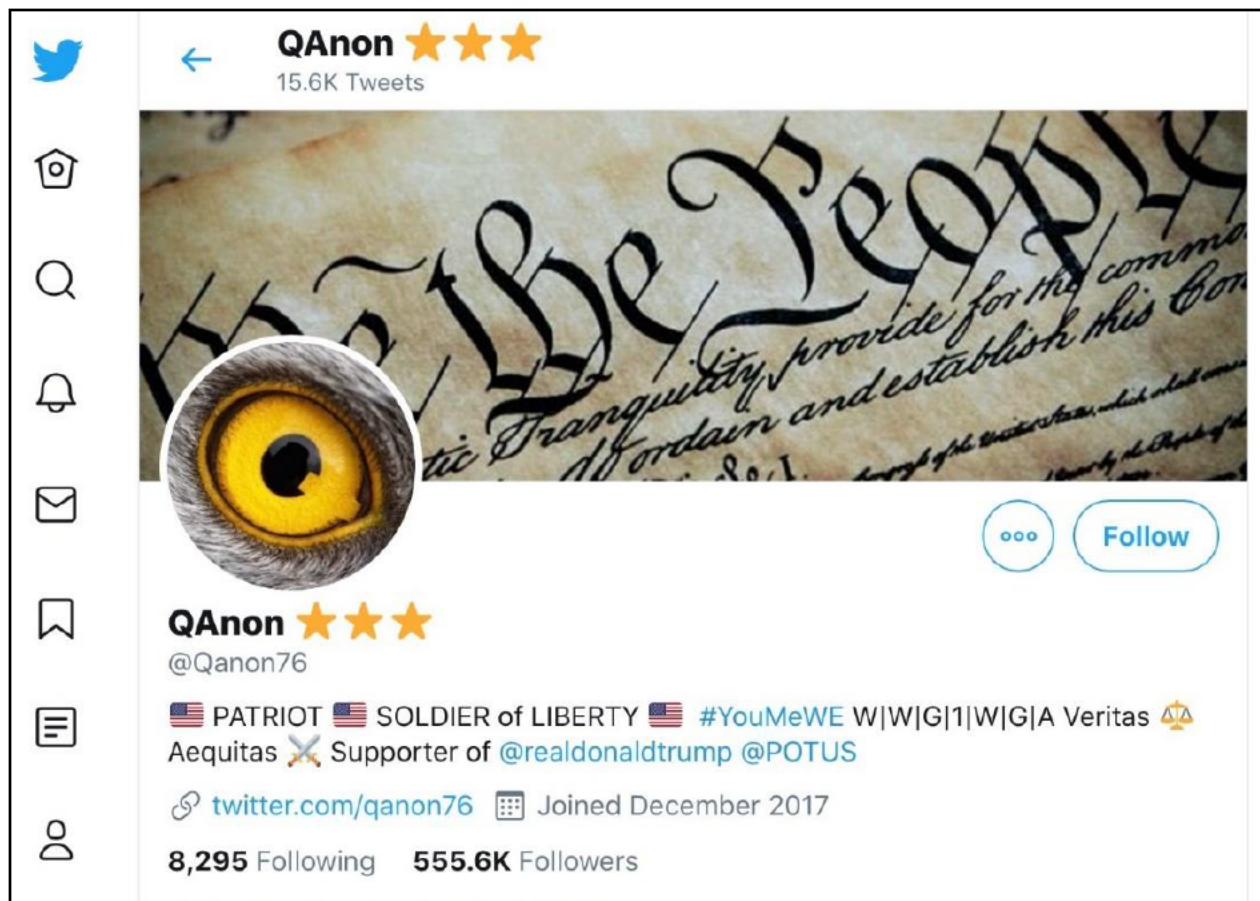 QAnon ⭐⭐⭐
15.6K Tweets
We the People
tic Tranquility, provide for the commo
d ordain and establish this Con
Follow
QAnon ⭐⭐⭐
@Qanon76
🇺🇸 PATRIOT 🇺🇸 SOLDIER of LIBERTY 🇺🇸 #YouMeWE W|W|G|1|W|G|A Veritas ⚖️
Aequitas ⚔️ Supporter of @realdonaldtrump @POTUS
twitter.com/qanon76 Joined December 2017
8,295 Following 555.6K Followers